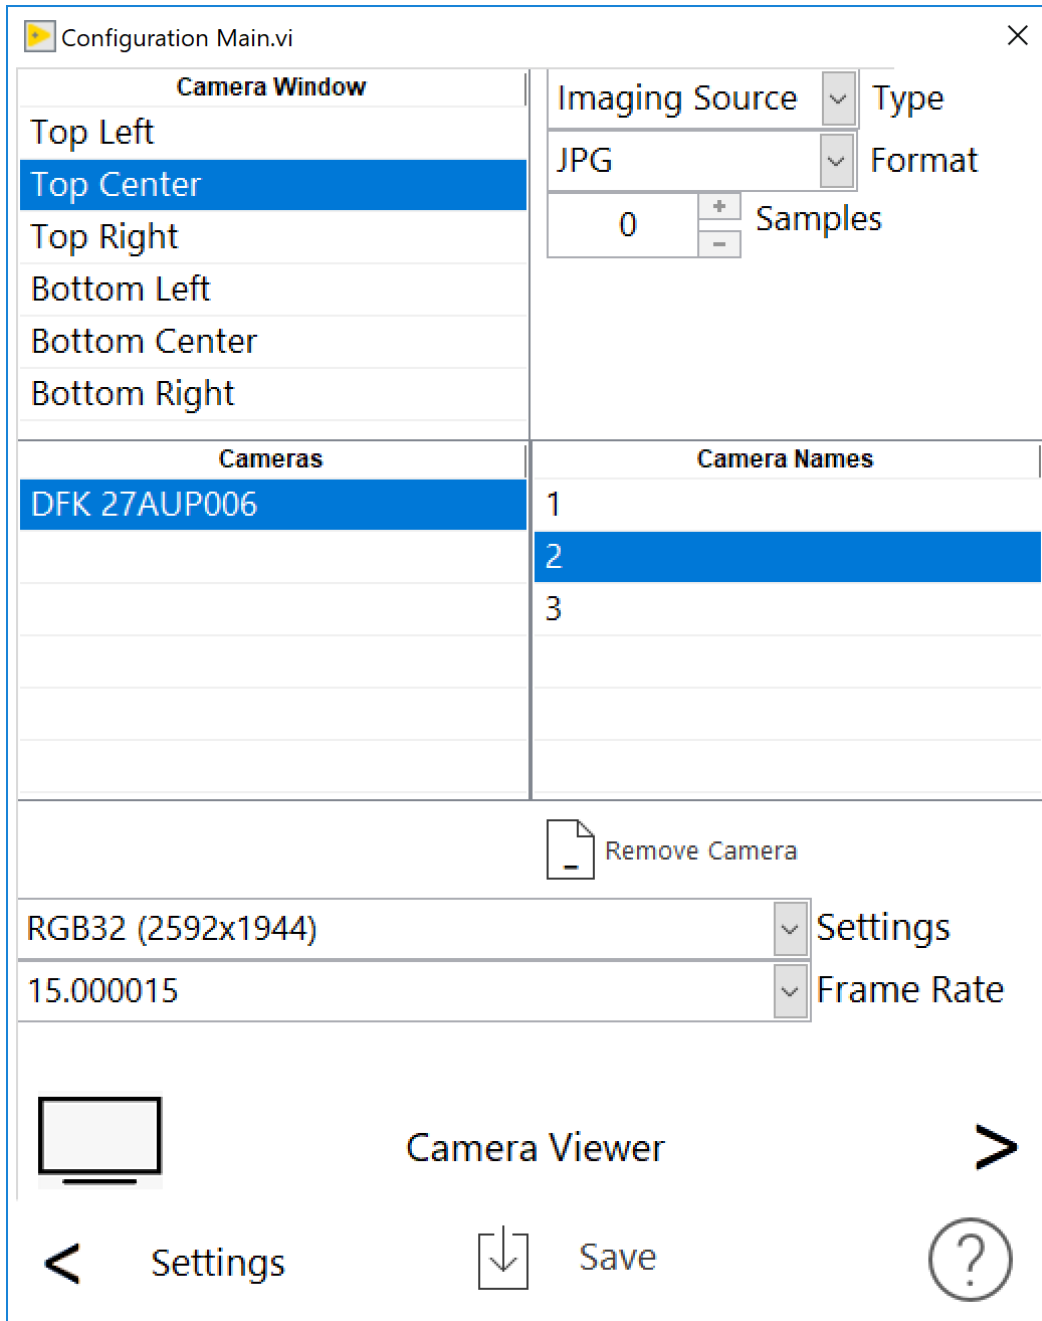 Configuration Main.vi
Camera Window
Top Left
Top Center
Top Right
Bottom Left
Bottom Center
Bottom Right
Imaging Source Type
JPG Format
0 Samples
Cameras
DFK 27AUP006
Camera Names
1
2
3
Remove Camera
RGB32 (2592x1944) Settings
15.000015 Frame Rate
Camera Viewer >
< Settings Save ?